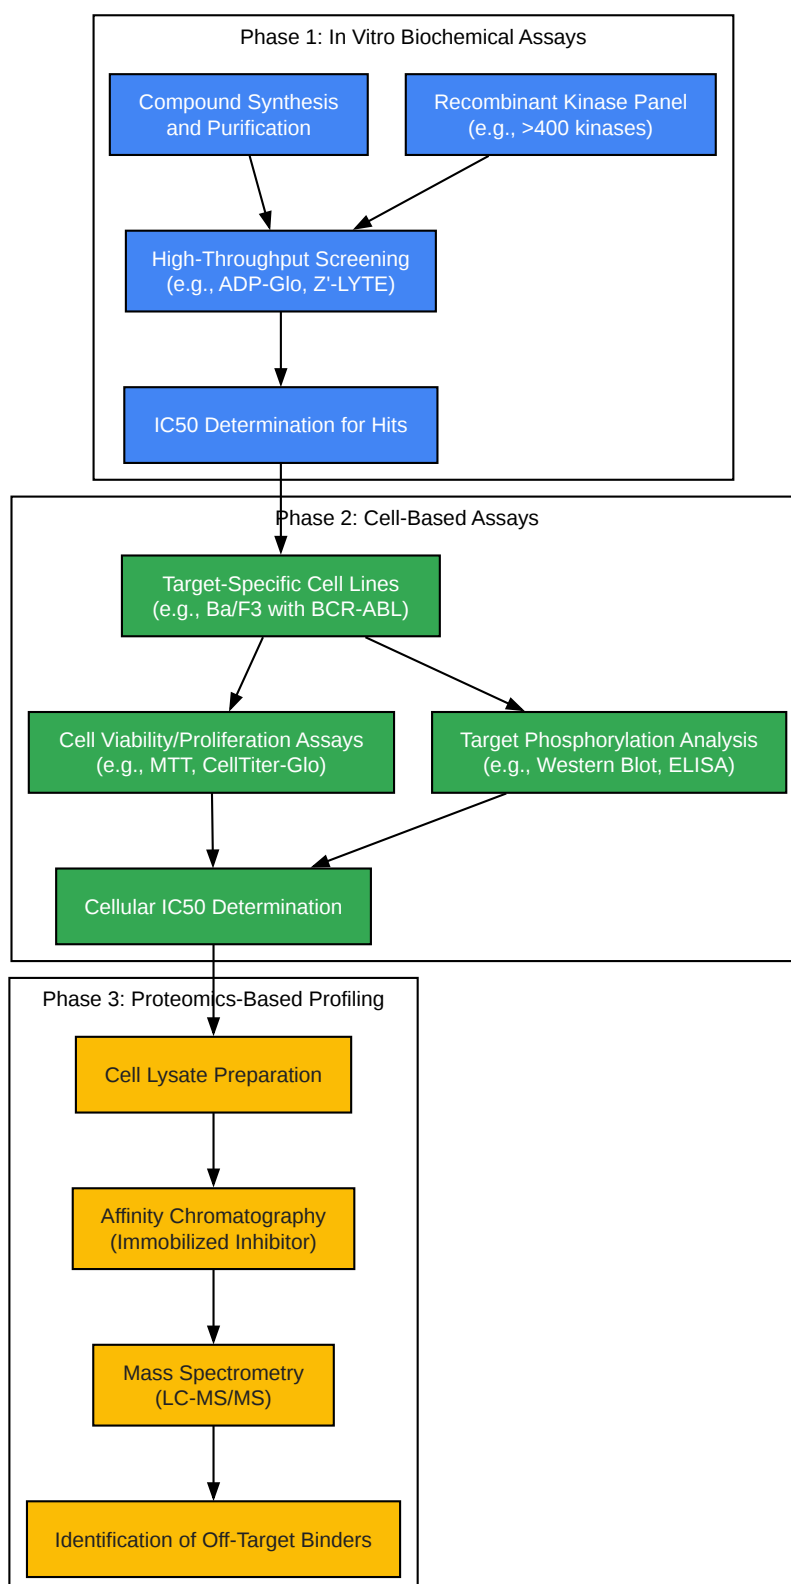 Phase 1: In Vitro Biochemical Assays
Compound Synthesis
and Purification
Recombinant Kinase Panel
(e.g., >400 kinases)
High-Throughput Screening
(e.g., ADP-Glo, Z'-LYTE)
IC50 Determination for Hits
Phase 2: Cell-Based Assays
Target-Specific Cell Lines
(e.g., Ba/F3 with BCR-ABL)
Cell Viability/Proliferation Assays
(e.g., MTT, CellTiter-Glo)
Target Phosphorylation Analysis
(e.g., Western Blot, ELISA)
Cellular IC50 Determination
Phase 3: Proteomics-Based Profiling
Cell Lysate Preparation
Affinity Chromatography
(Immobilized Inhibitor)
Mass Spectrometry
(LC-MS/MS)
Identification of Off-Target Binders